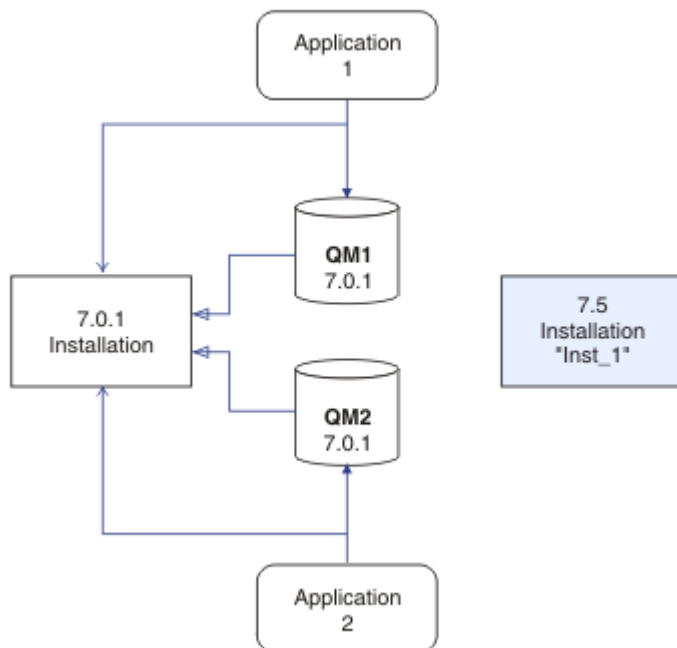 Application
1
QM1
7.0.1
7.0.1
Installation
7.5
Installation
"Inst_1"
QM2
7.0.1
Application
2